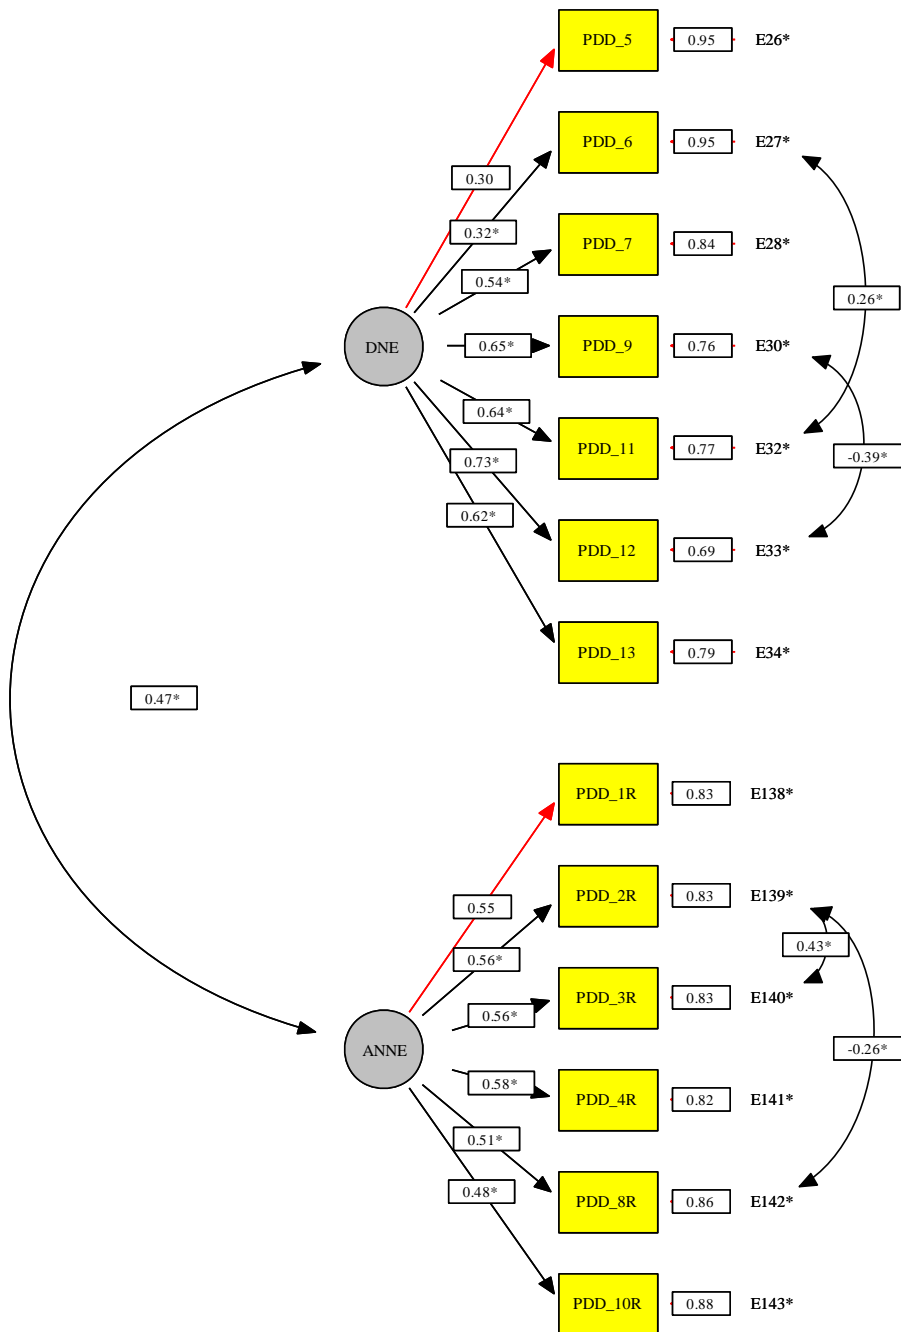 PDD_5 0.95 E26*
0.30
PDD_6 0.95 E27*
0.32*
PDD_7 0.84 E28*
0.54*
0.26*
DNE 0.65* PDD_9 0.76 E30*
0.64*
PDD_11 0.77 E32*
-0.39*
0.73*
0.62*
PDD_12 0.69 E33*
PDD_13 0.79 E34*
0.47*
PDD_1R 0.83 E138*
0.55
PDD_2R 0.83 E139*
0.43*
0.56*
PDD_3R 0.83 E140*
0.56*
ANNE
-0.26*
0.58*
PDD_4R 0.82 E141*
0.51*
0.48*
PDD_8R 0.86 E142*
PDD_10R 0.88 E143*